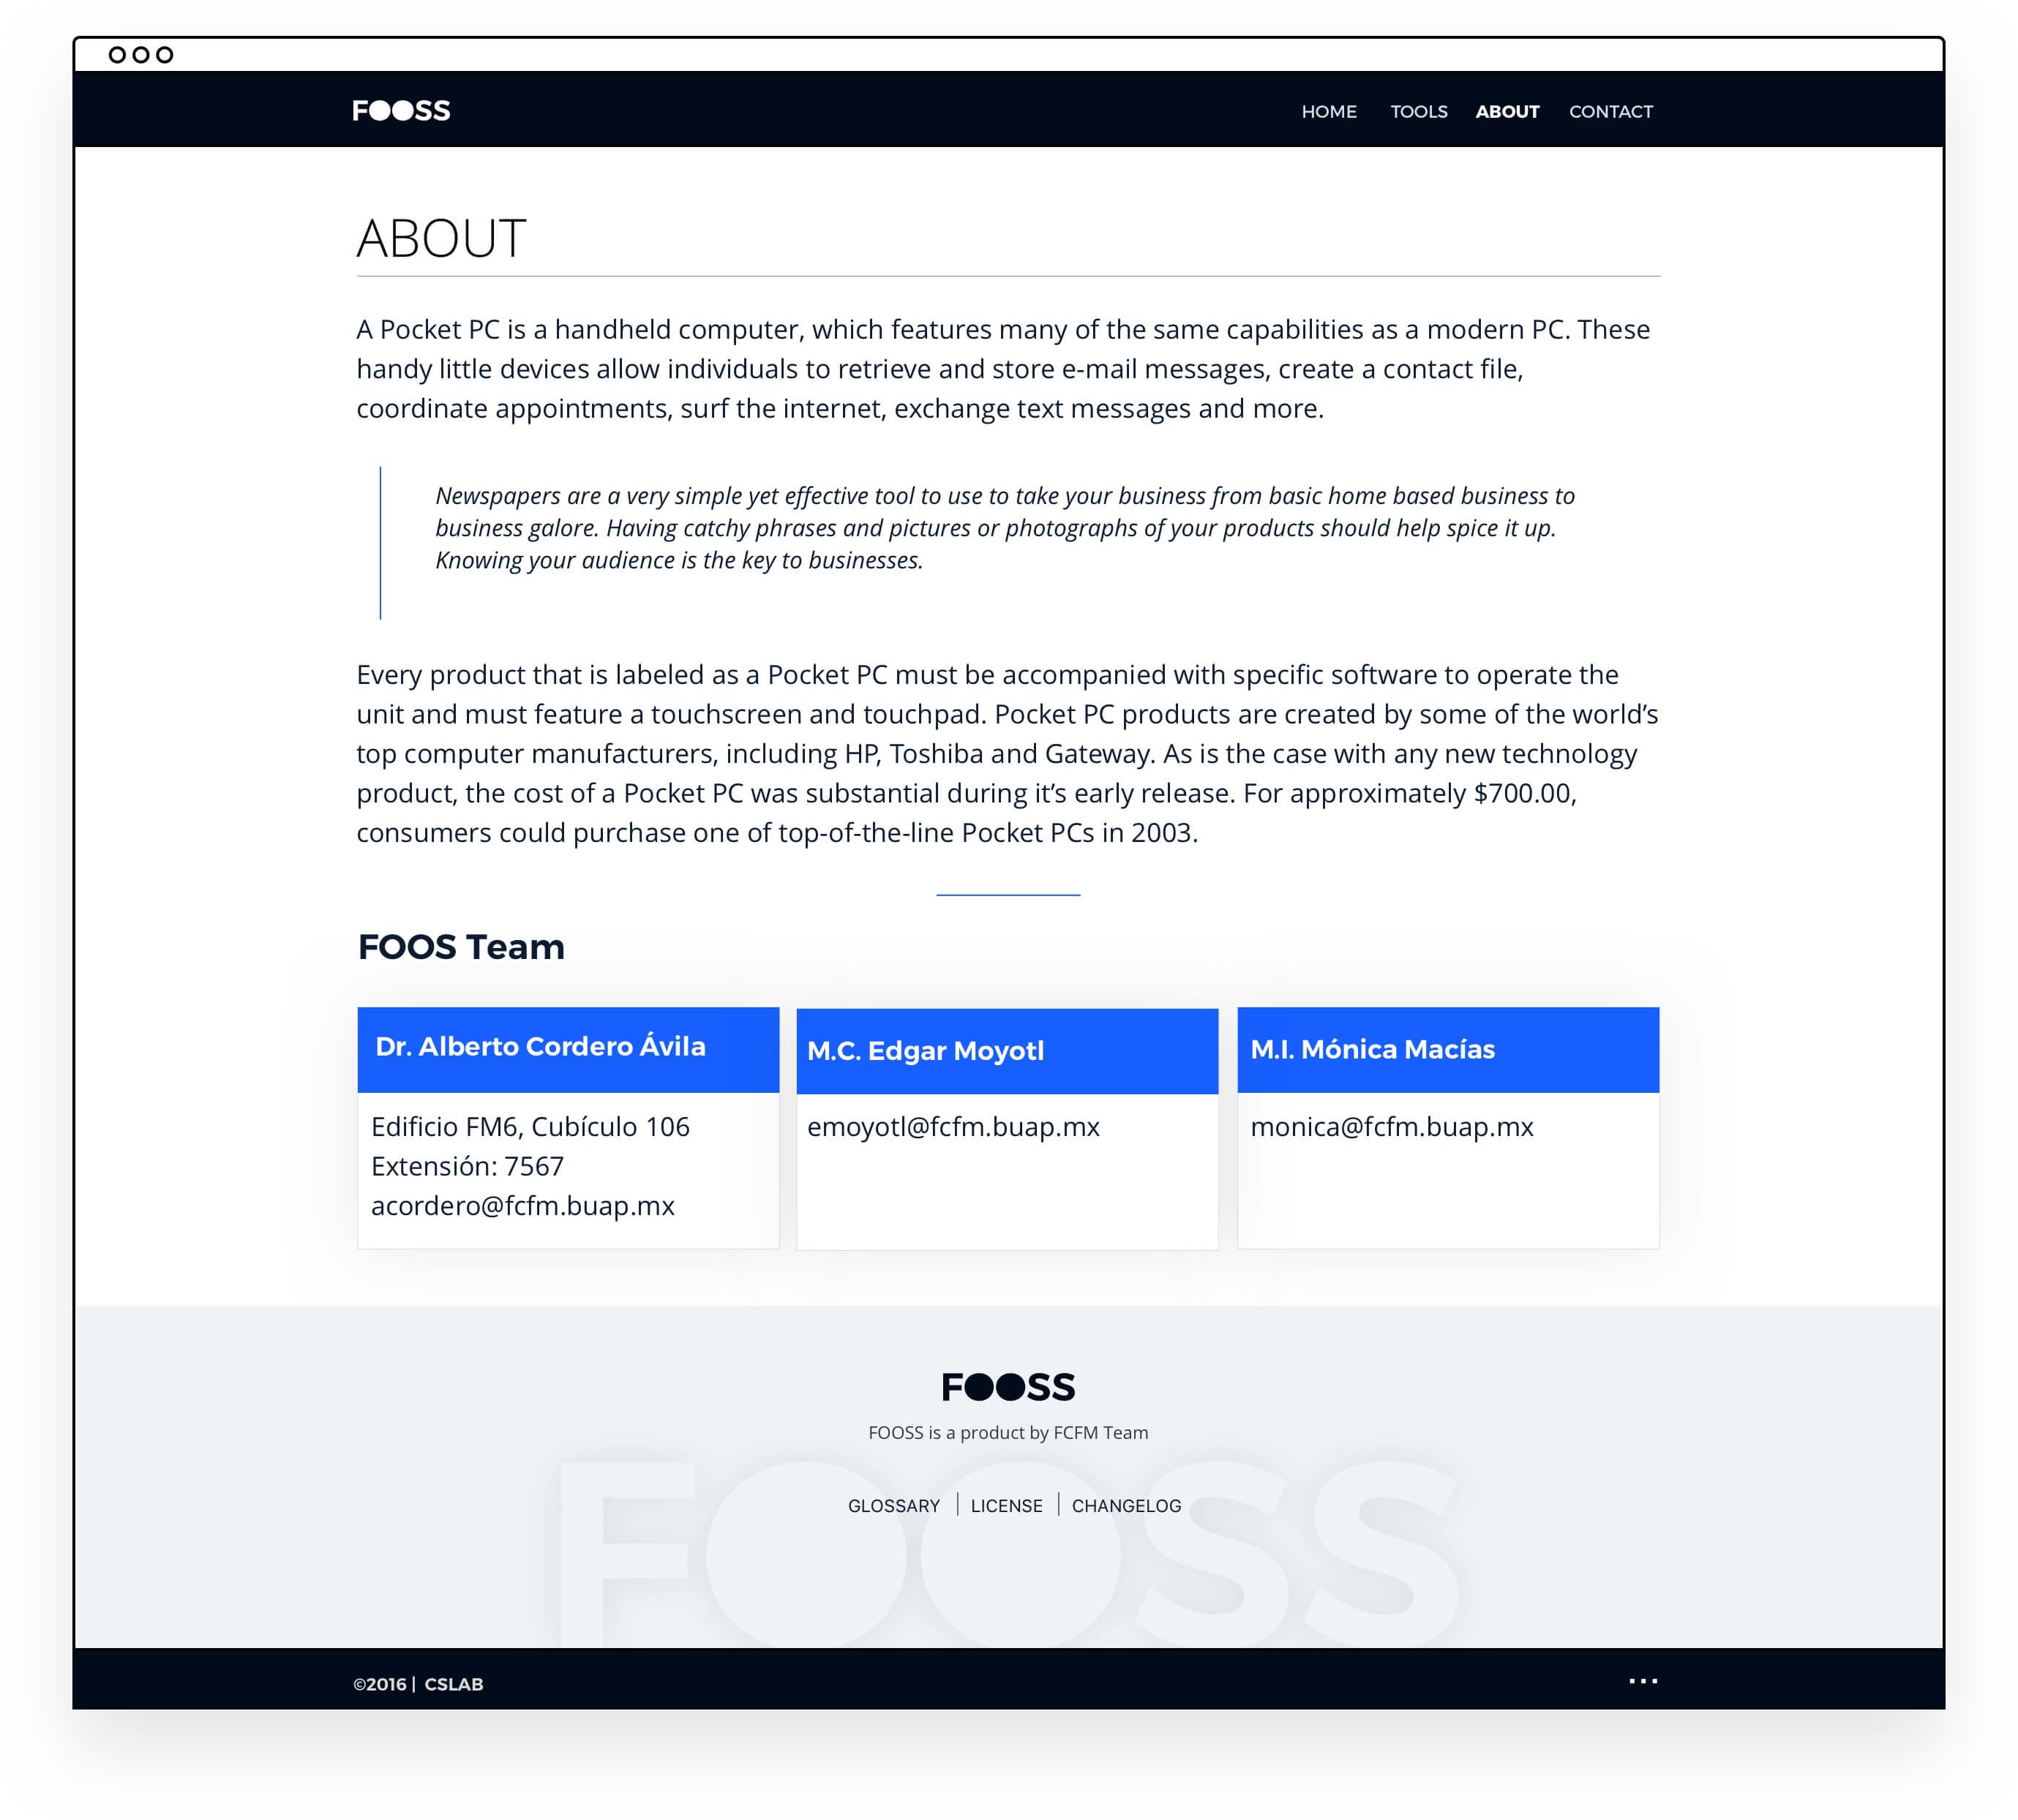 FOOSS
HOME TOOLS ABOUT CONTACT
ABOUT
A Pocket PC is a handheld computer, which features many of the same capabilities as a modern PC. These
handy little devices allow individuals to retrieve and store e-mail messages, create a contact file,
coordinate appointments, surf the internet, exchange text messages and more.
Newspapers are a very simple yet effective tool to use to take your business from basic home based business to
business galore. Having catchy phrases and pictures or photographs of your products should help spice it up.
Knowing your audience is the key to businesses.
Every product that is labeled as a Pocket PC must be accompanied with specific software to operate the
unit and must feature a touchscreen and touchpad. Pocket PC products are created by some of the world’s
top computer manufacturers, including HP, Toshiba and Gateway. As is the case with any new technology
product, the cost of a Pocket PC was substantial during it’s early release. For approximately $700.00,
consumers could purchase one of top-of-the-line Pocket PCs in 2003.
FOOS Team
Dr. Alberto Cordero Ávila
Edificio FM6, Cubículo 106
Extensión: 7567
acordero@fcfm.buap.mx
M.C. Edgar Moyotl
emoyotl@fcfm.buap.mx
M.I. Mónica Macías
monica@fcfm.buap.mx
FOOSS
FOOSS is a product by FCFM Team
FOOSS
GLOSSARY | LICENSE | CHANGELOG
©2016 | CSLAB
...